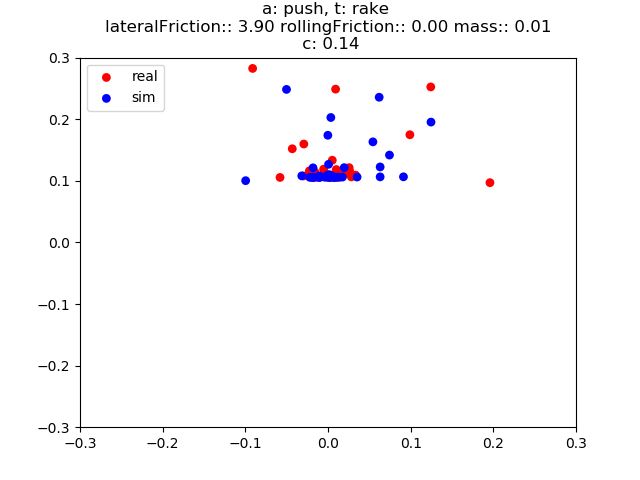 a: push, t: rake
lateralFriction:: 3.90 rollingFriction:: 0.00 mass:: 0.01
c: 0.14
real
sim
0.3
0.2
0.1
0.0
−0.1
−0.2
−0.3
−0.3 −0.2 −0.1 0.0 0.1 0.2 0.3